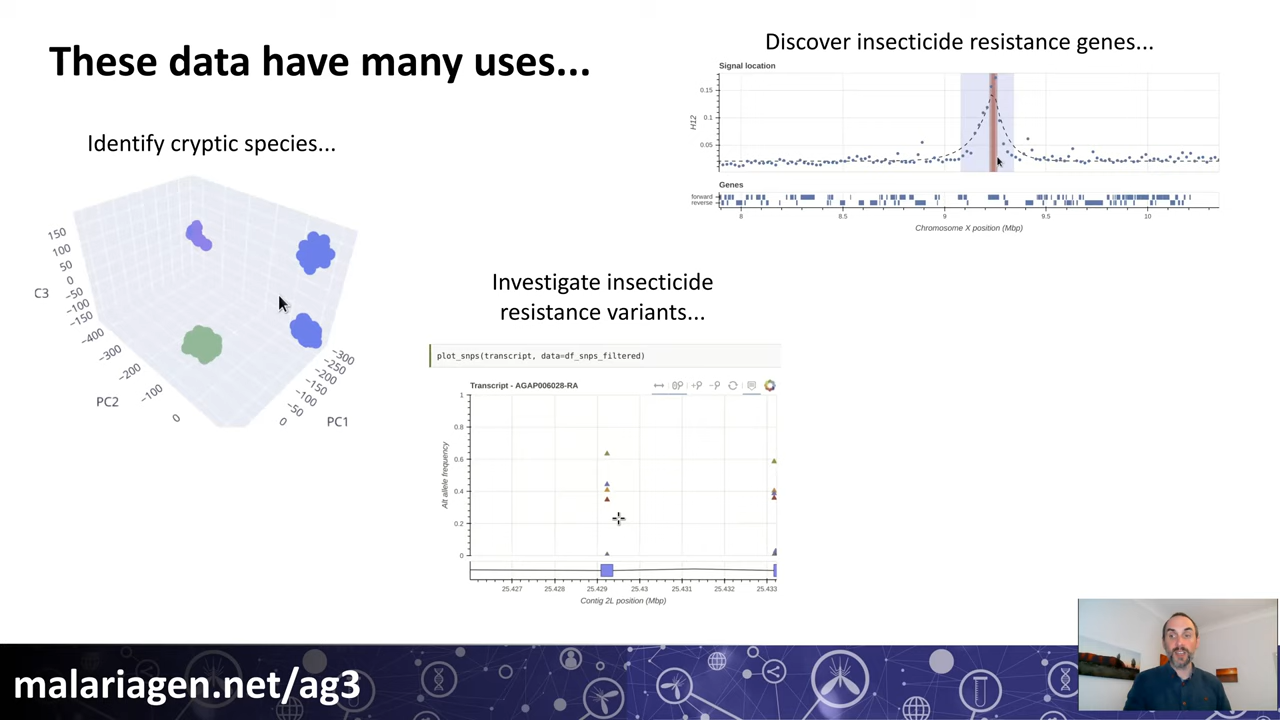 These data have many uses...
Identify cryptic species...
150
100
50
0
−50
−100
−150
C3
−400
−300
−200
−100
0
PC2
−300
−250
−200
−150
−100
−50
0
PC1
Discover insecticide resistance genes...
Signal location
0.15
0.1
0.05
H12
Genes
forward
reverse
8 8.5 9 9.5 10
Chromosome X position (Mbp)
Investigate insecticide
resistance variants...
plot_snps(transcript, data=df_snps_filtered)
Transcript - AGAP006028-RA
1
0.8
0.6
0.4
0.2
0
Alt allele frequency
25.427 25.428 25.429 25.43 25.431 25.432 25.433
Contig 2L position (Mbp)
malariagen.net/ag3